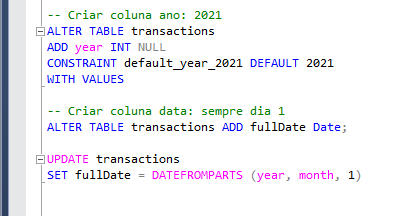 -- Criar coluna ano: 2021
ALTER TABLE transactions
ADD year INT NULL
CONSTRAINT default_year_2021 DEFAULT 2021
WITH VALUES
-- Criar coluna data: sempre dia 1
ALTER TABLE transactions ADD fullDate Date;
UPDATE transactions
SET fullDate = DATEFROMPARTS (year, month, 1)